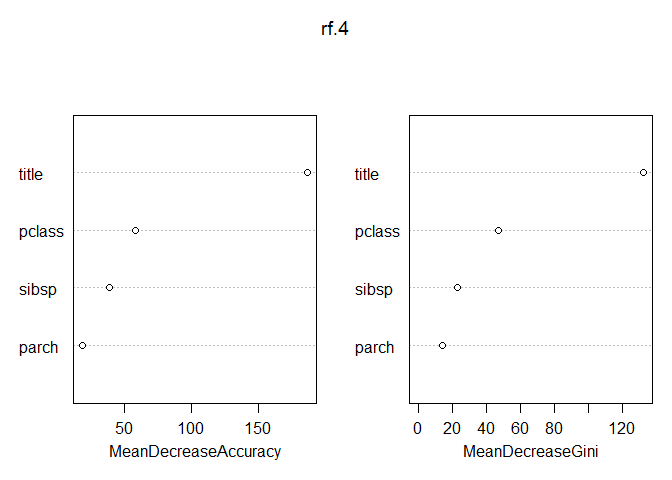 rf.4
title
pclass
sibsp
parch
50 100 150
MeanDecreaseAccuracy
title
pclass
sibsp
parch
0 20 40 60 80 120
MeanDecreaseGini